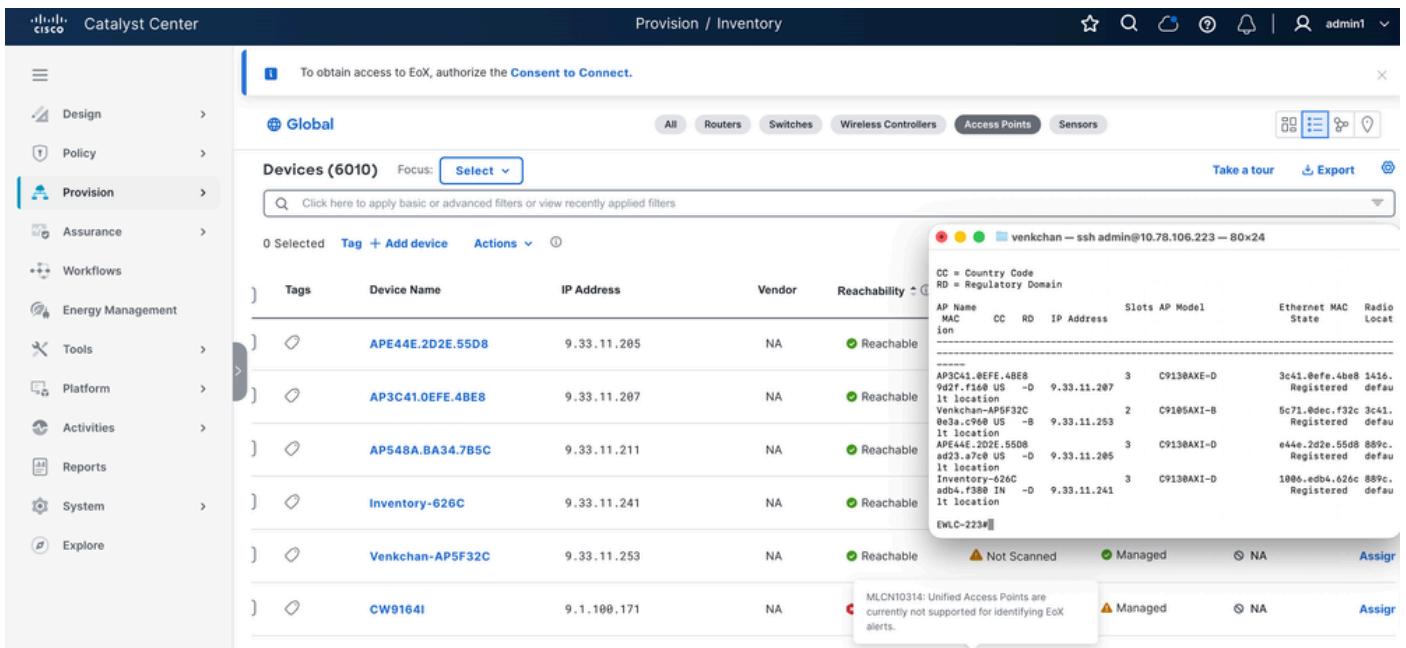 CISCO Catalyst Center
Provision / Inventory
admin1
To obtain access to EoX, authorize the Consent to Connect.
Design
Policy
Provision
Assurance
Workflows
Energy Management
Tools
Platform
Activities
Reports
System
Explore
Global
All Routers Switches Wireless Controllers Access Points Sensors
Devices (6010) Focus: Select
Take a tour Export
Click here to apply basic or advanced filters or view recently applied filters
0 Selected Tag + Add device Actions
Tags Device Name IP Address Vendor Reachability
APE44E.2D2E.55D8 9.33.11.205 NA Reachable
AP3C41.0EFE.4BE8 9.33.11.207 NA Reachable
AP548A.BA34.7B5C 9.33.11.211 NA Reachable
Inventory-626C 9.33.11.241 NA Reachable
Venkchan-AP5F32C 9.33.11.253 NA Reachable Not Scanned Managed NA Assigr
CW9164I 9.1.100.171 NA Managed NA Assigr
MLCN10314: Unified Access Points are
currently not supported for identifying EoX
alerts.
venkchan — ssh admin@10.78.106.223 — 80×24
CC = Country Code
RD = Regulatory Domain
AP Name Slots AP Model Ethernet MAC Radio
MAC CC RD IP Address State Locat
ion
--------------------------------------------------------------------------------
--------------------------------------------------------------------------------
-----
AP3C41.0EFE.4BE8 3 C9130AXE-D 3c41.0efe.4be8 1416.
9d2f.f160 US -D 9.33.11.207 Registered defau
lt location
Venkchan-AP5F32C 2 C9105AXI-B 5c71.0dec.f32c 3c41.
0e3a.c960 US -B 9.33.11.253 Registered defau
lt location
APE44E.2D2E.55D8 3 C9130AXI-D e44e.2d2e.55d8 889c.
ad23.a7c0 US -D 9.33.11.205 Registered defau
lt location
Inventory-626C 3 C9130AXI-D 1006.edb4.626c 889c.
adb4.f380 IN -D 9.33.11.241 Registered defau
lt location
EWLC-223#